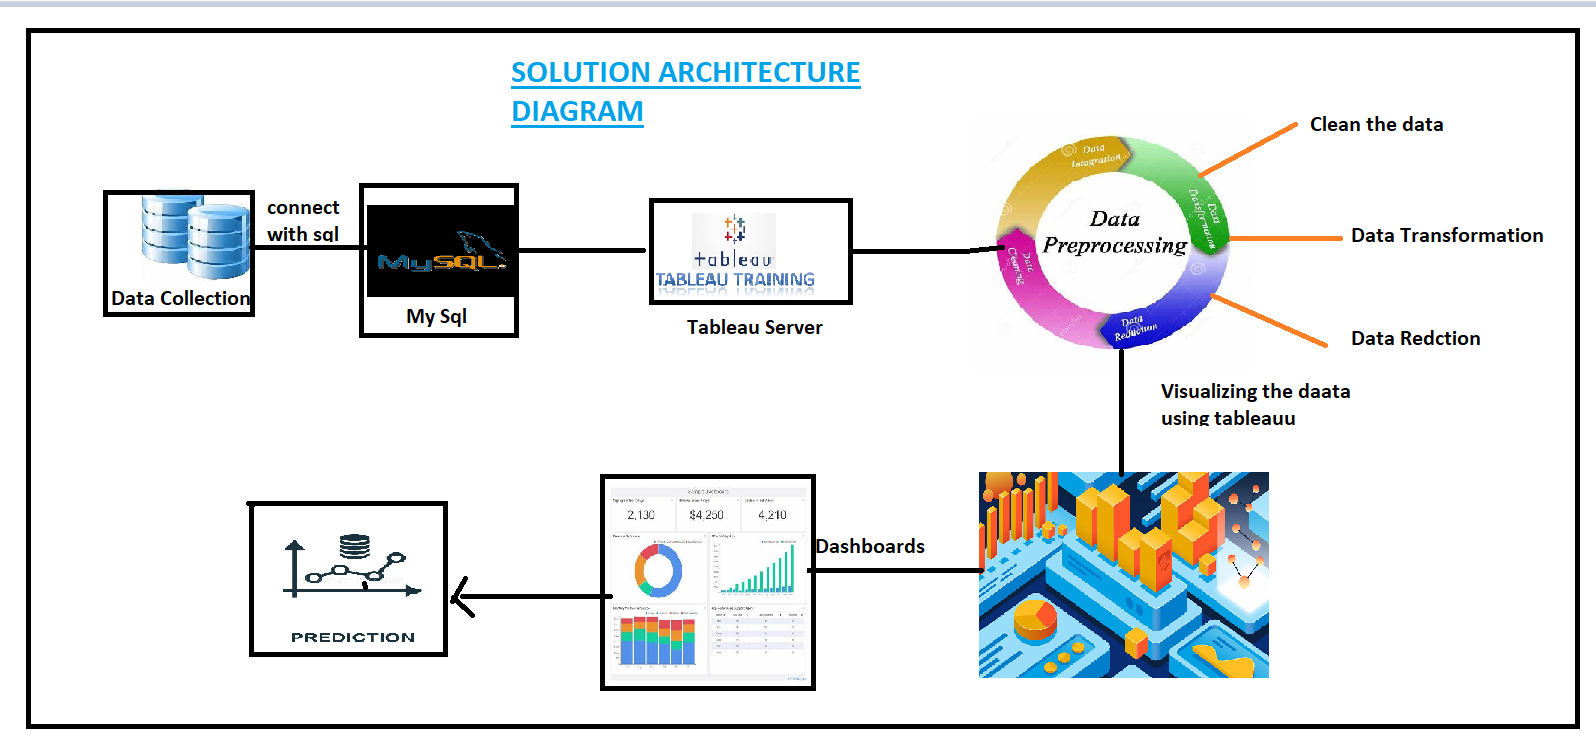 SOLUTION ARCHITECTURE
DIAGRAM
Clean the data
connect
with sql
Data Collection
MySQL
My Sql
tableau
TABLEAU TRAINING
Tableau Server
Data
Integration
Data
Transformation
Data
Preprocessing
Data
Cleaning
Data
Reduction
Data Transformation
Data Redction
Visualizing the daata
using tableauu
Dashboards
Sample Dashboard
2,130
$4,250
4,210
PREDICTION